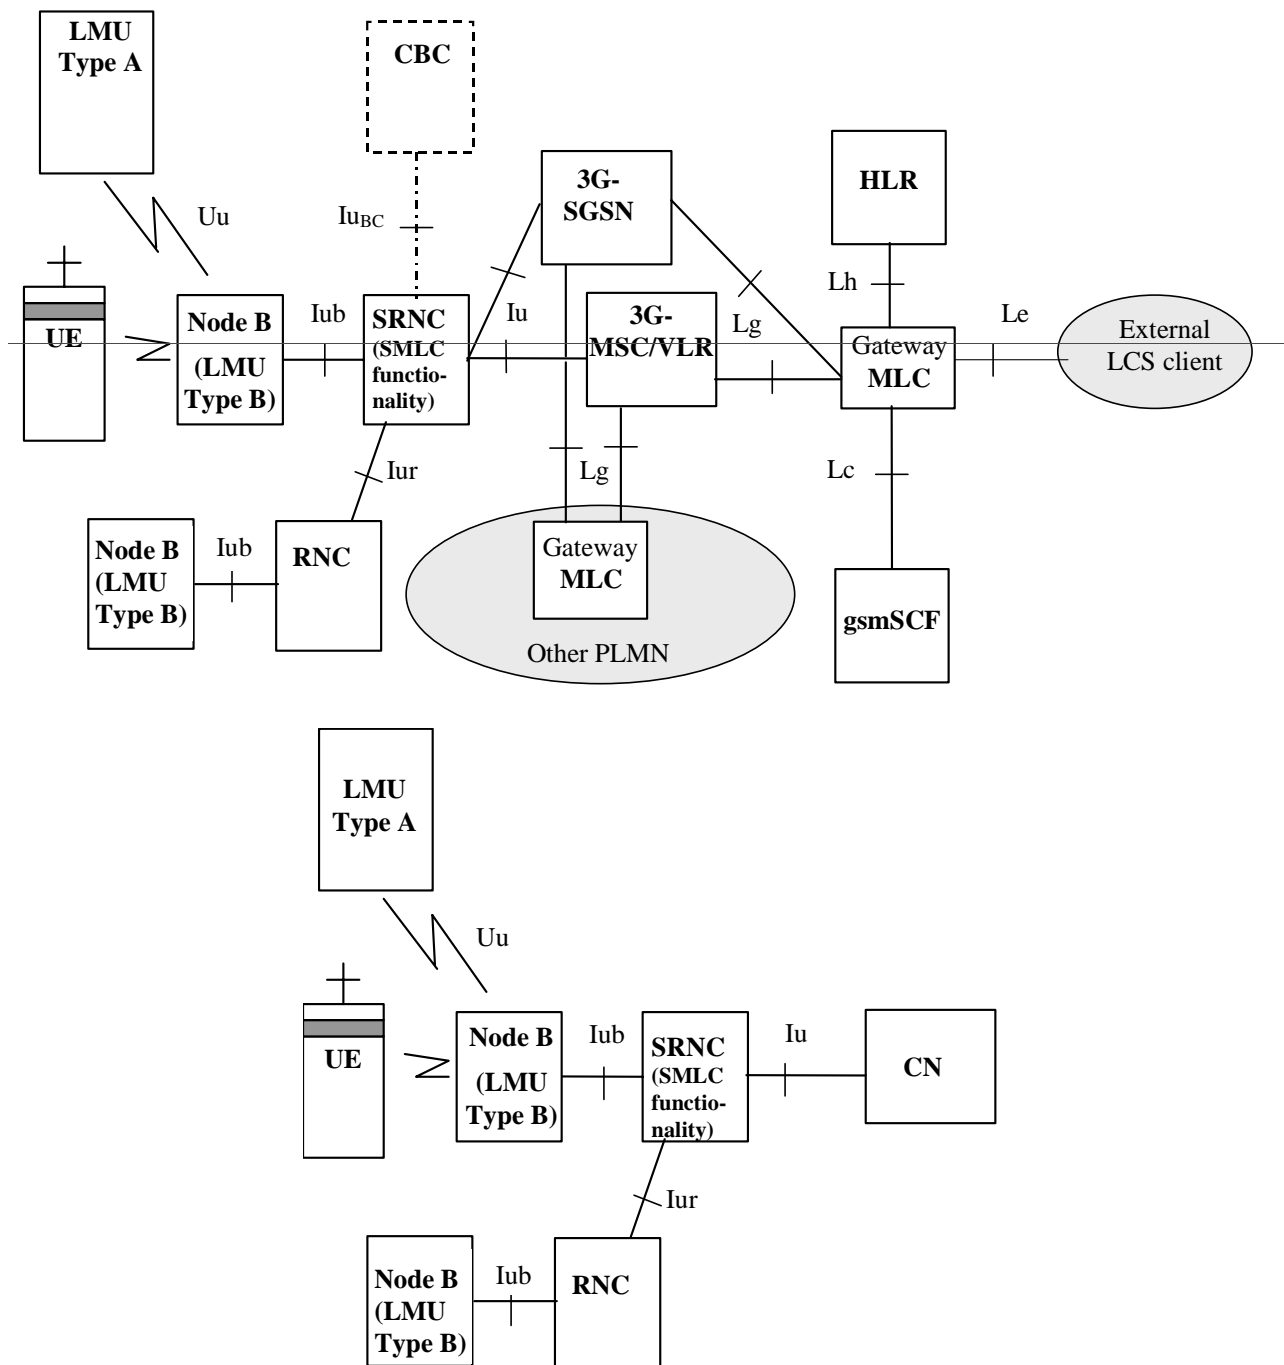 LMU
Type A
CBC
3G-
SGSN
HLR
Uu
Iu_BC
Lh
Le
UE
Node B
(LMU
Type B)
Iub
SRNC
(SMLC
functio-
nality)
Iu
3G-
MSC/VLR
Lg
Gateway
MLC
External
LCS client
Iur
Lg
Lc
Node B
(LMU
Type B)
Iub
RNC
Gateway
MLC
Other PLMN
gsmSCF
LMU
Type A
Uu
UE
Node B
(LMU
Type B)
Iub
SRNC
(SMLC
functio-
nality)
Iu
CN
Iur
Node B
(LMU
Type B)
Iub
RNC